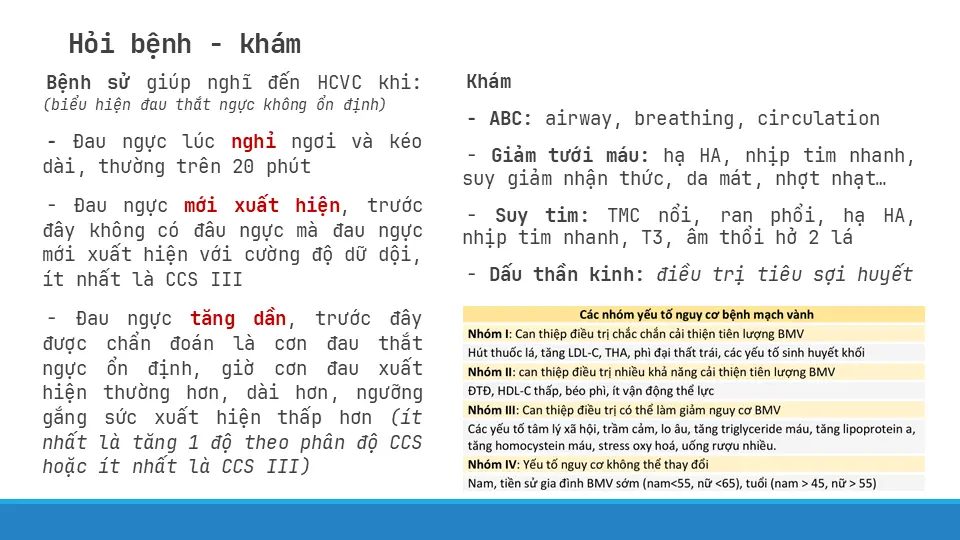 Hỏi bệnh - khám
Bệnh sử giúp nghĩ đến HCVC khi:
(biểu hiện đau thắt ngực không ổn định)
- Đau ngực lúc nghỉ ngơi và kéo
dài, thường trên 20 phút
- Đau ngực mới xuất hiện, trước
đây không có đâu ngực mà đau ngực
mới xuất hiện với cường độ dữ dội,
ít nhất là CCS III
- Đau ngực tăng dần, trước đây
được chẩn đoán là cơn đau thắt
ngực ổn định, giờ cơn đau xuất
hiện thường hơn, dài hơn, ngưỡng
gắng sức xuất hiện thấp hơn (ít
nhất là tăng 1 độ theo phân độ CCS
hoặc ít nhất là CCS III)
Khám
- ABC: airway, breathing, circulation
- Giảm tưới máu: hạ HA, nhịp tim nhanh,
suy giảm nhận thức, da mát, nhợt nhạt…
- Suy tim: TMC nổi, ran phổi, hạ HA,
nhịp tim nhanh, T3, âm thổi hở 2 lá
- Dấu thần kinh: điều trị tiêu sợi huyết
Các nhóm yếu tố nguy cơ bệnh mạch vành
Nhóm I: Can thiệp điều trị chắc chắn cải thiện tiên lượng BMV
Hút thuốc lá, tăng LDL-C, THA, phì đại thất trái, các yếu tố sinh huyết khối
Nhóm II: can thiệp điều trị nhiều khả năng cải thiện tiên lượng BMV
ĐTĐ, HDL-C thấp, béo phì, ít vận động thể lực
Nhóm III: Can thiệp điều trị có thể làm giảm nguy cơ BMV
Các yếu tố tâm lý xã hội, trầm cảm, lo âu, tăng triglyceride máu, tăng lipoprotein a,
tăng homocystein máu, stress oxy hoá, uống rượu nhiều.
Nhóm IV: Yếu tố nguy cơ không thể thay đổi
Nam, tiền sử gia đình BMV sớm (nam<55, nữ <65), tuổi (nam > 45, nữ > 55)